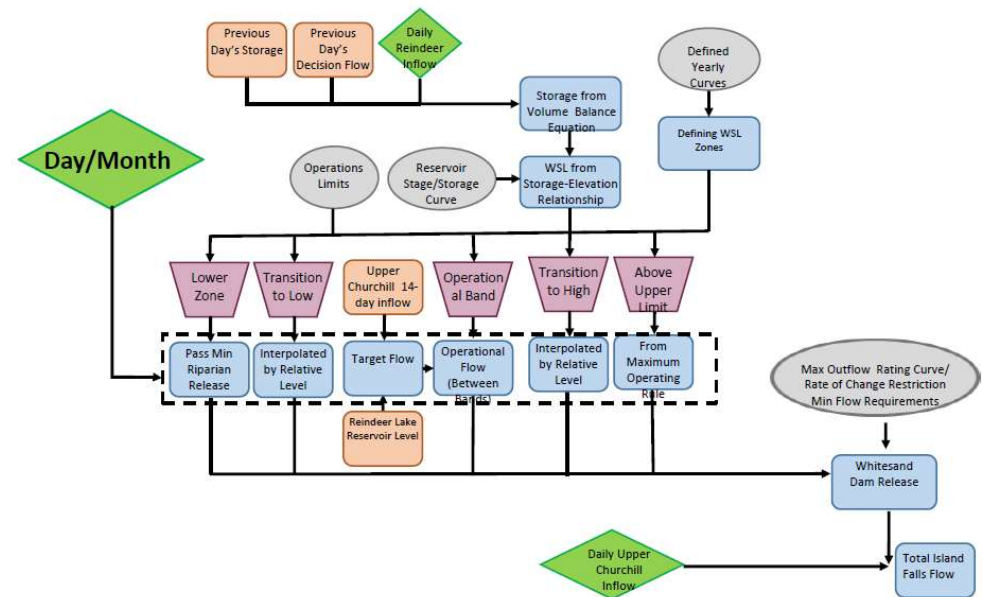 Previous
Day's Storage
Previous
Day's
Decision Flow
Daily
Reindeer
Inflow
Defined
Yearly
Curves
Storage from
Volume Balance
Equation
Defining WSL
Zones
Day/Month
Operations
Limits
Reservoir
Stage/Storage
Curve
WSL from
Storage-Elevation
Relationship
Lower
Zone
Transition
to Low
Upper
Churchill 14-
day inflow
Operation
al Band
Transition
to High
Above
Upper
Limit
Pass Min
Riparian
Release
Interpolated
by Relative
Level
Target Flow
Operational
Flow
(Between
Bands)
Interpolated
by Relative
Level
From
Maximum
Operating
Rule
Max Outflow Rating Curve/
Rate of Change Restriction
Min Flow Requirements
Reindeer Lake
Reservoir Level
Whitesand
Dam Release
Daily Upper
Churchill
Inflow
Total Island
Falls Flow